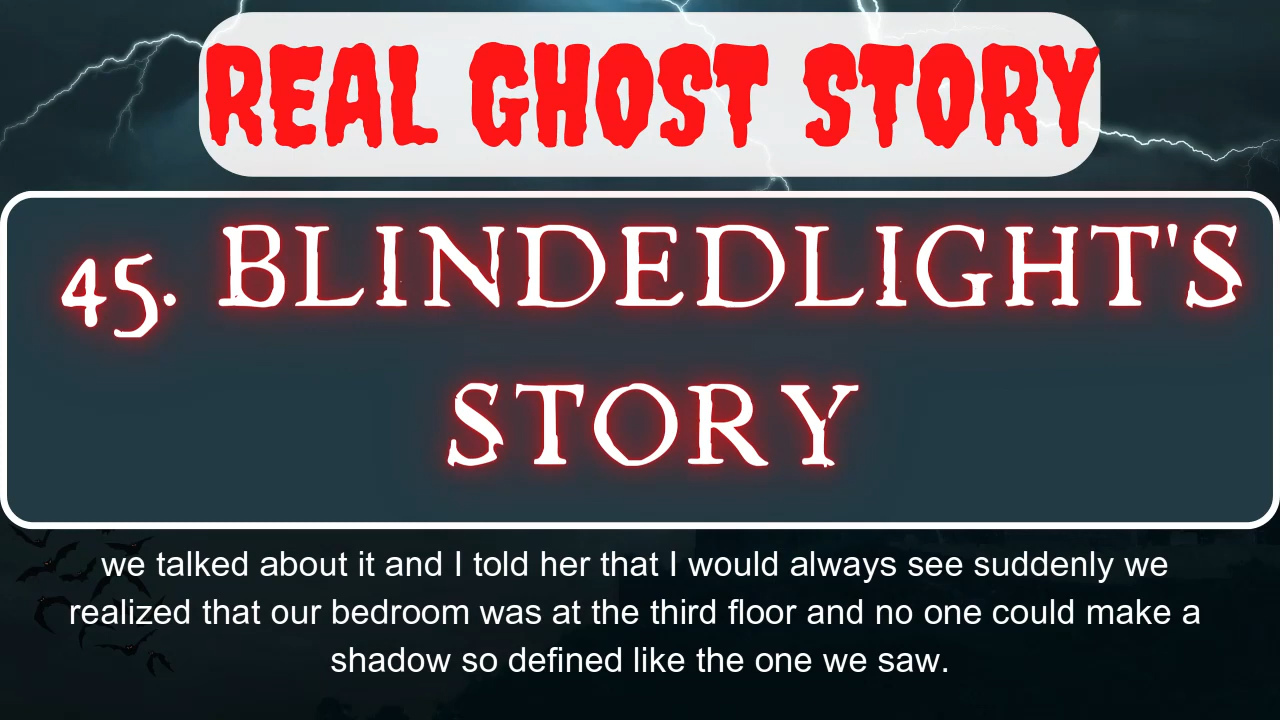 REAL GHOST STORY
45. BLINDEDLIGHT'S
STORY
we talked about it and I told her that I would always see suddenly we
realized that our bedroom was at the third floor and no one could make a
shadow so defined like the one we saw.